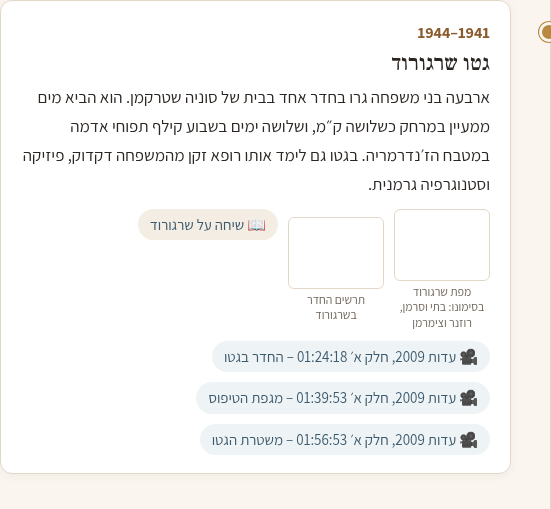 1944–1941
גטו שרגורוד
ארבעה בני משפחה גרו בחדר אחד בבית של סוניה שטרקמן. הוא הביא מים
ממעיין במרחק כשלושה ק״מ, ושלושה ימים בשבוע קילף תפוחי אדמה
במטבח הז׳נדרמריה. בגטו גם לימד אותו רופא זקן מהמשפחה דקדוק, פיזיקה
וסטנוגרפיה גרמנית.
מפת שרגורוד
בסימונו: בתי וסרמן,
רוזנר וצימרמן
תרשים החדר
בשרגורוד
📖 שיחה על שרגורוד
🎥 עדות 2009, חלק א׳ 01:24:18 – החדר בגטו
🎥 עדות 2009, חלק א׳ 01:39:53 – מגפת הטיפוס
🎥 עדות 2009, חלק א׳ 01:56:53 – משטרת הגטו